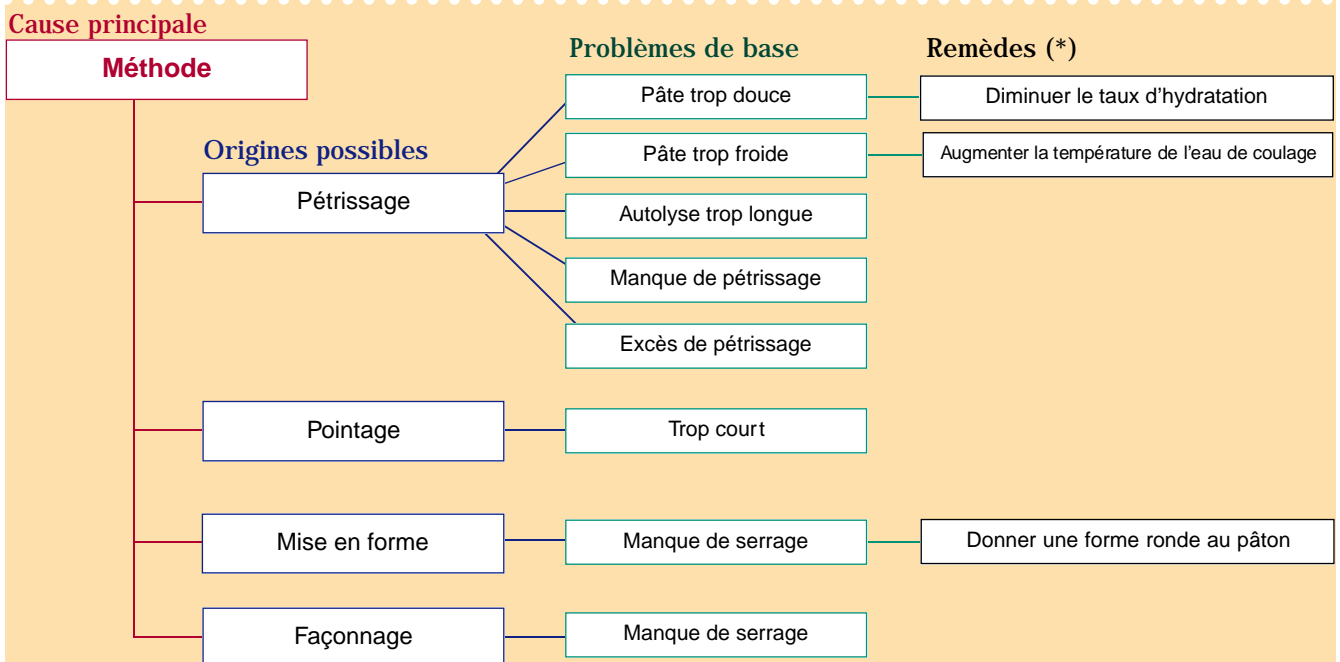 Cause principale
Méthode
Problèmes de base
Remèdes (*)
Pâte trop douce
Diminuer le taux d'hydratation
Origines possibles
Pâte trop froide
Augmenter la température de l'eau de coulage
Pétrissage
Autolyse trop longue
Manque de pétrissage
Excès de pétrissage
Pointage
Trop court
Mise en forme
Manque de serrage
Donner une forme ronde au pâton
Façonnage
Manque de serrage